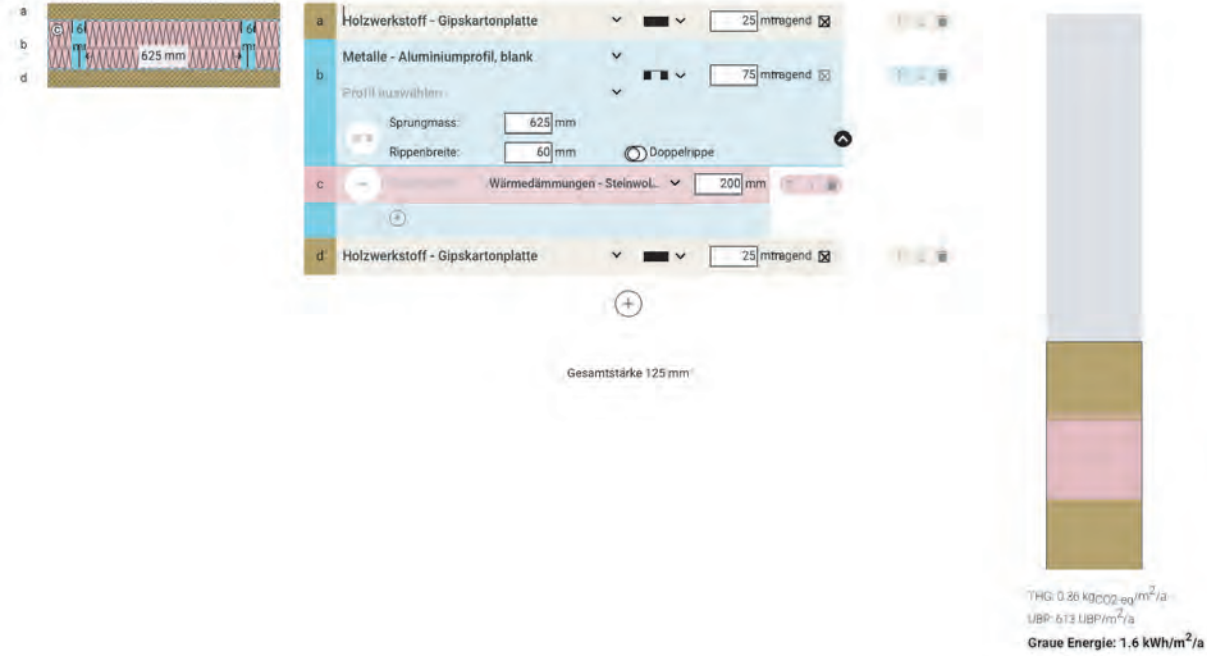 a
b
d
c
625 mm
a Holzwerkstoff - Gipskartonplatte 25 mm tragend
b Metalle - Aluminiumprofil, blank 75 mm tragend
Profil auswählen
Sprungmass: 625 mm
Rippenbreite: 60 mm Doppelrippe
c Wärmedämmungen - Steinwol... 200 mm
d Holzwerkstoff - Gipskartonplatte 25 mm tragend
Gesamtstärke 125 mm
THG: 0.36 kgCO2-eq/m²/a
UBP: 613 UBP/m²/a
Graue Energie: 1.6 kWh/m²/a